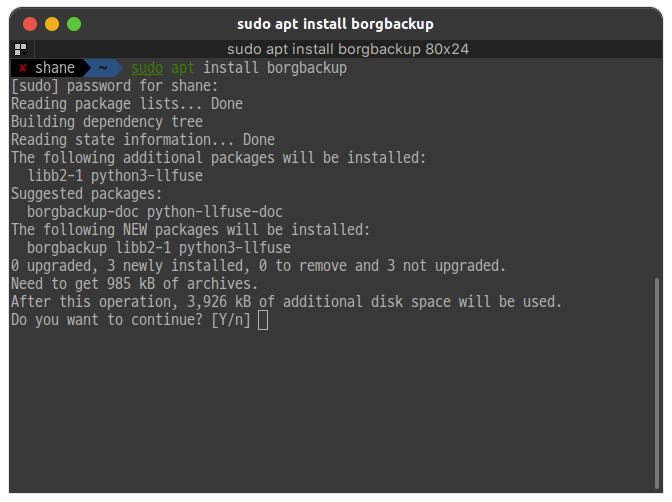 sudo apt install borgbackup
sudo apt install borgbackup 80x24
✘ shane ~ sudo apt install borgbackup
[sudo] password for shane:
Reading package lists... Done
Building dependency tree
Reading state information... Done
The following additional packages will be installed:
  libb2-1 python3-llfuse
Suggested packages:
  borgbackup-doc python-llfuse-doc
The following NEW packages will be installed:
  borgbackup libb2-1 python3-llfuse
0 upgraded, 3 newly installed, 0 to remove and 3 not upgraded.
Need to get 985 kB of archives.
After this operation, 3,926 kB of additional disk space will be used.
Do you want to continue? [Y/n]